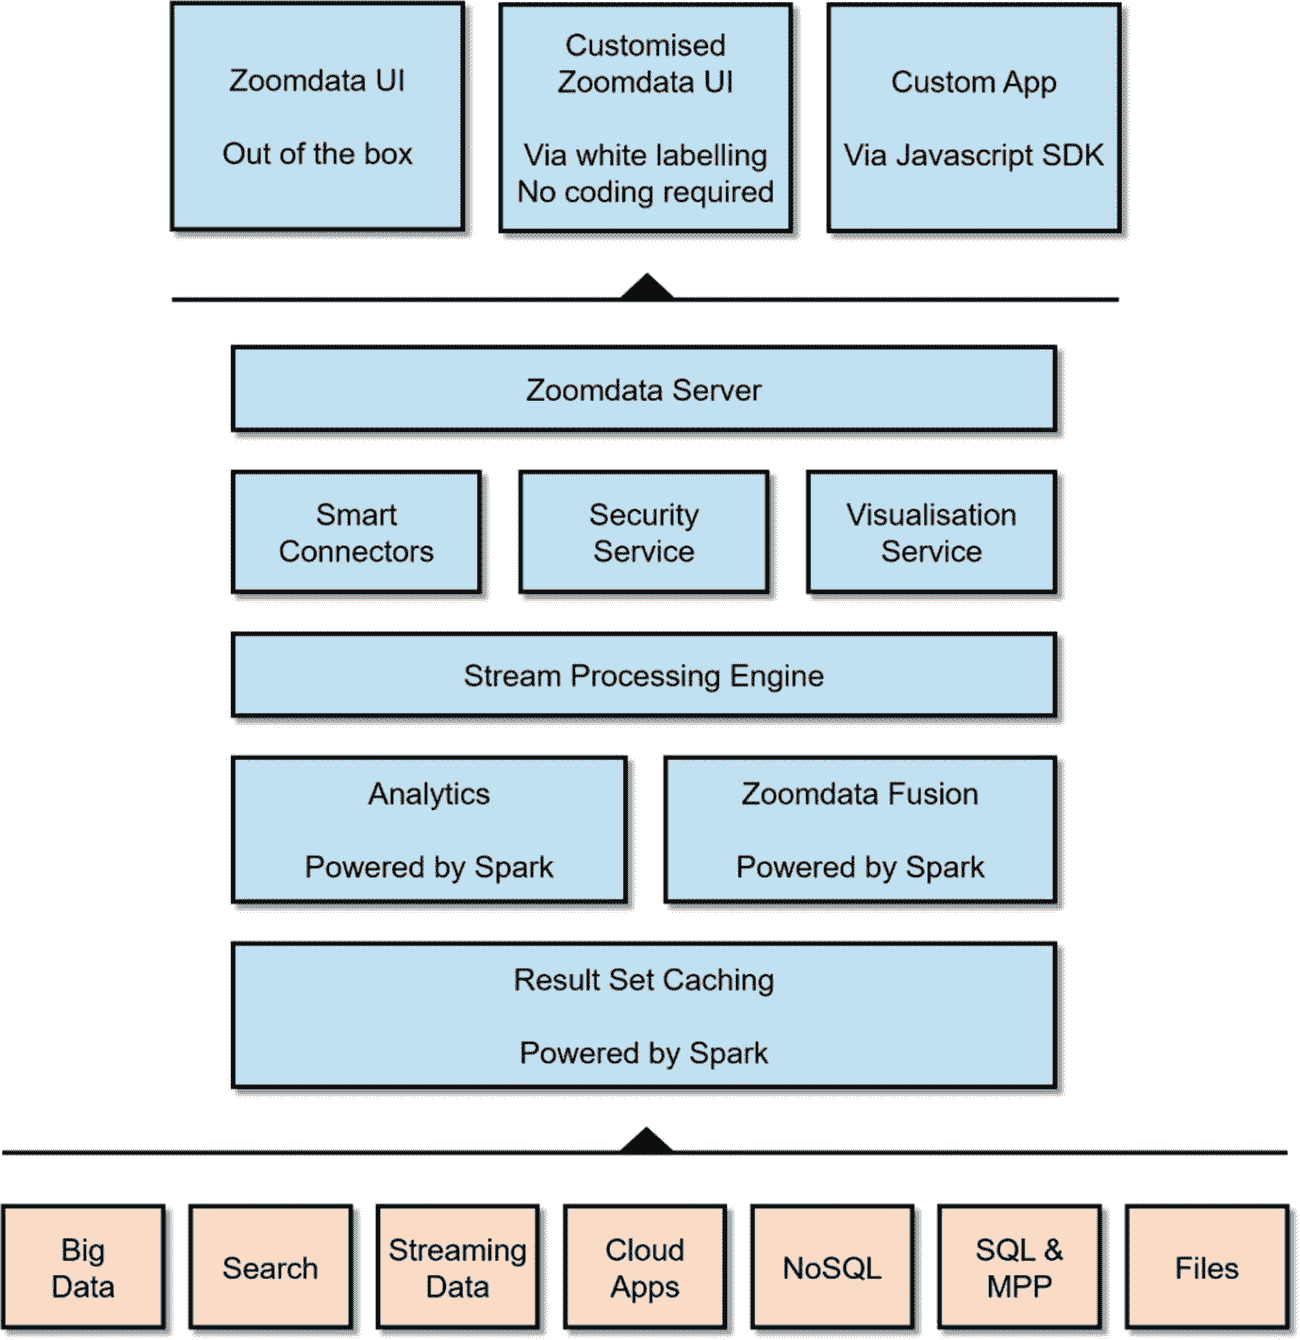 Zoomdata UI
Out of the box
Customised
Zoomdata UI
Via white labelling
No coding required
Custom App
Via Javascript SDK
Zoomdata Server
Smart
Connectors
Security
Service
Visualisation
Service
Stream Processing Engine
Analytics
Powered by Spark
Zoomdata Fusion
Powered by Spark
Result Set Caching
Powered by Spark
Big
Data
Search
Streaming
Data
Cloud
Apps
NoSQL
SQL &
MPP
Files